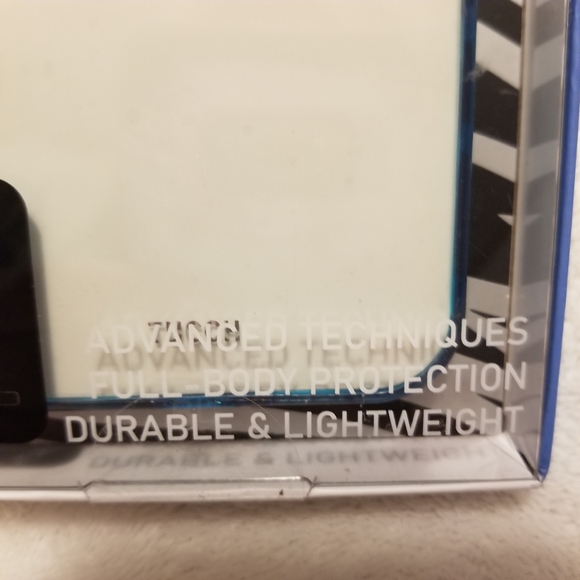 ADVANCED TECHNIQUES
FULL-BODY PROTECTION
DURABLE & LIGHTWEIGHT